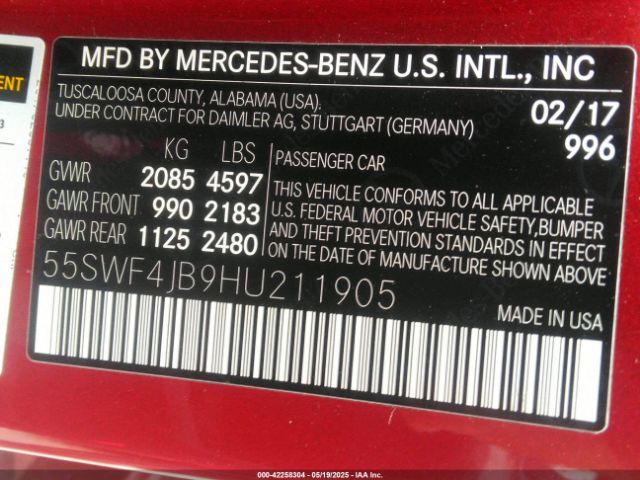 MFD BY MERCEDES-BENZ U.S. INTL., INC
TUSCALOOSA COUNTY, ALABAMA (USA).
UNDER CONTRACT FOR DAIMLER AG, STUTTGART (GERMANY)
02/17
996
KG LBS
GVWR 2085 4597
GAWR FRONT 990 2183
GAWR REAR 1125 2480
PASSENGER CAR
THIS VEHICLE CONFORMS TO ALL APPLICABLE
U.S. FEDERAL MOTOR VEHICLE SAFETY,BUMPER
AND THEFT PREVENTION STANDARDS IN EFFECT
ON THE DATE OF MANUFACTURE SHOWN ABOVE.
55SWF4JB9HU211905
MADE IN USA
000-42258304 - 05/19/2025 - IAAI.COM